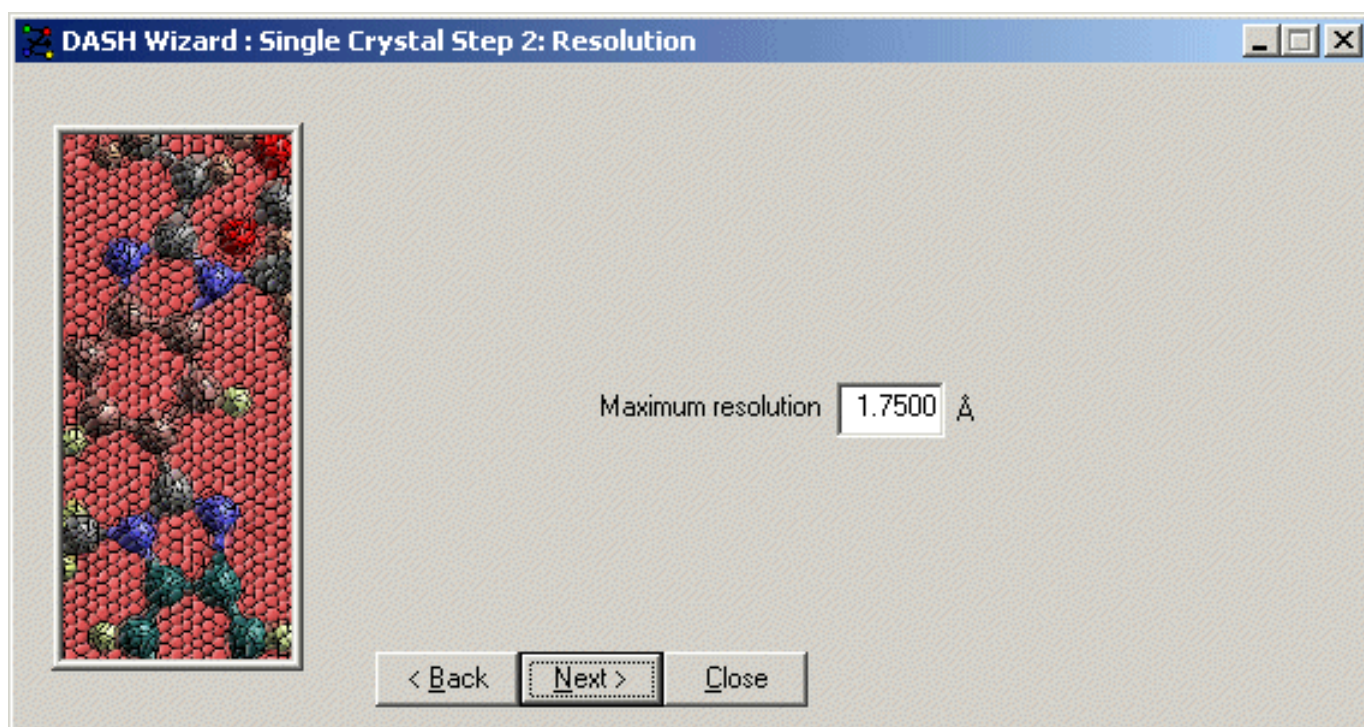 DASH Wizard : Single Crystal Step 2: Resolution
Maximum resolution 1.7500 Å
< Back Next > Close